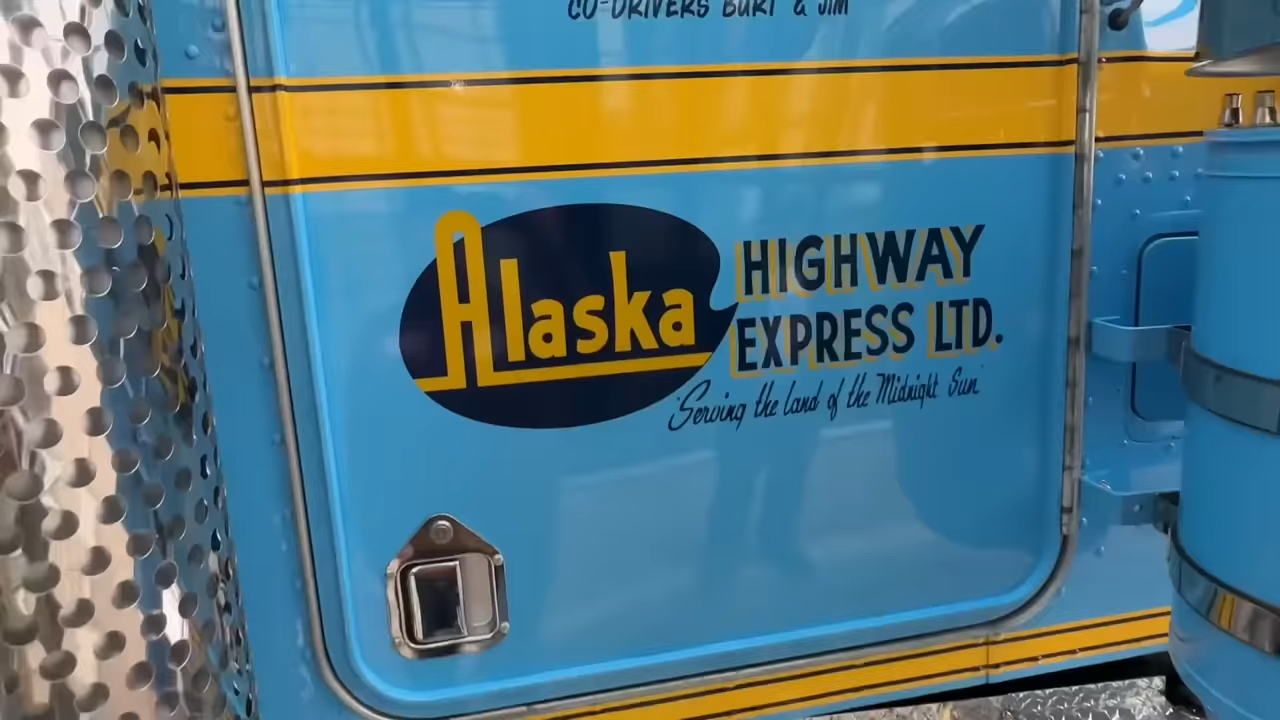 CO-DRIVERS BURT & JIM
Alaska
HIGHWAY
EXPRESS LTD.
"Serving the land of the Midnight Sun"